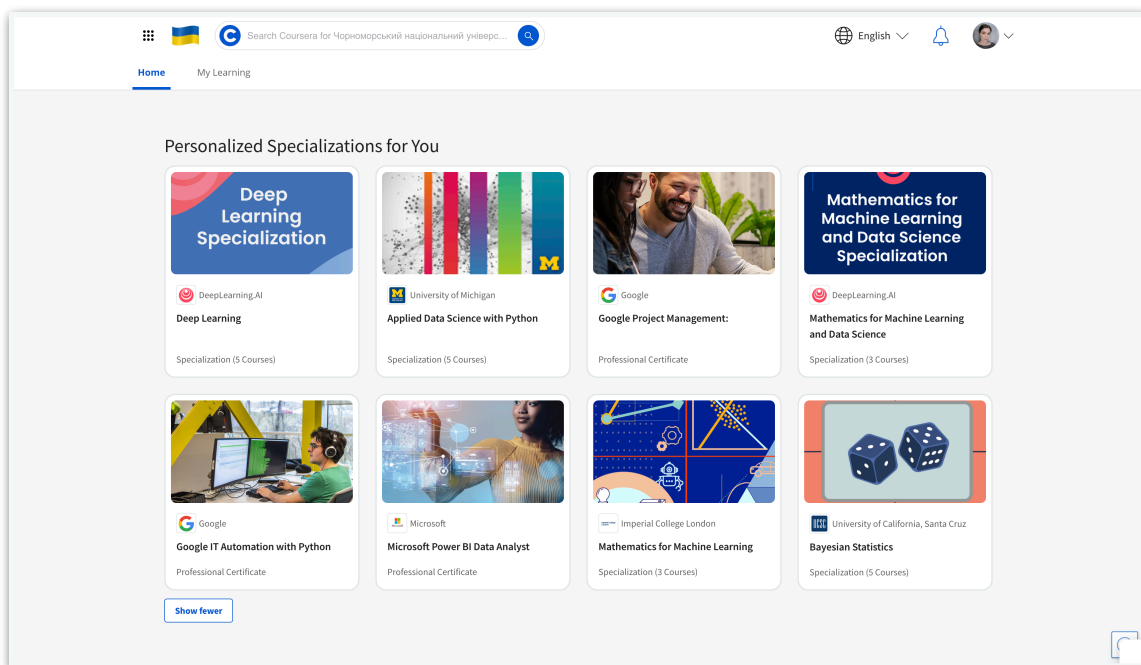 Search Coursera for Чорноморський національний універс...
English
Home
My Learning
Personalized Specializations for You
Deep
Learning
Specialization
M
Mathematics for
Machine Learning
and Data Science
Specialization
DeepLearning.AI
University of Michigan
Google
DeepLearning.AI
Deep Learning
Applied Data Science with Python
Google Project Management:
Mathematics for Machine Learning
and Data Science
Specialization (5 Courses)
Specialization (5 Courses)
Professional Certificate
Specialization (3 Courses)
Google
Microsoft
Imperial College London
UCSC
University of California, Santa Cruz
Google IT Automation with Python
Microsoft Power BI Data Analyst
Mathematics for Machine Learning
Bayesian Statistics
Professional Certificate
Professional Certificate
Specialization (3 Courses)
Specialization (5 Courses)
Show fewer